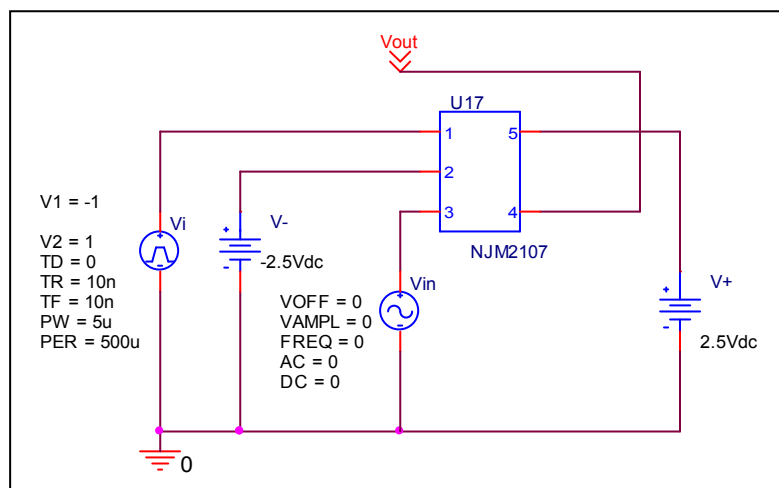 Vout
U17
1
5
2
3
4
NJM2107
V1 = -1
Vi
V2 = 1
TD = 0
TR = 10n
TF = 10n
PW = 5u
PER = 500u
+
-
V-
+
-
-2.5Vdc
Vin
+
-
VOFF = 0
VAMPL = 0
FREQ = 0
AC = 0
DC = 0
V+
+
-
2.5Vdc
0